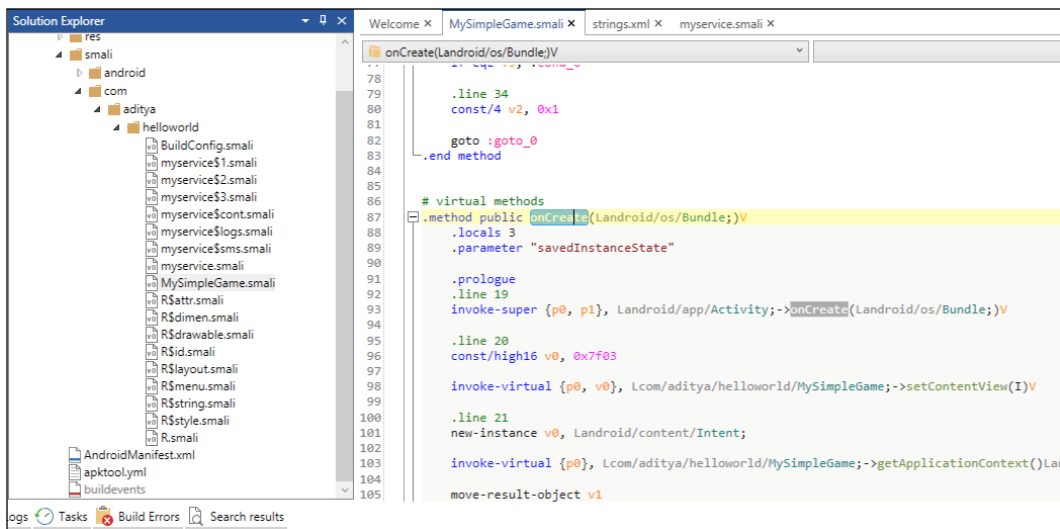 Solution Explorer
res
smali
android
com
aditya
helloworld
BuildConfig.smali
myservice$1.smali
myservice$2.smali
myservice$3.smali
myservice$cont.smali
myservice$logs.smali
myservice$sms.smali
myservice.smali
MySimpleGame.smali
R$attr.smali
R$dimen.smali
R$drawable.smali
R$id.smali
R$layout.smali
R$menu.smali
R$string.smali
R$style.smali
R.smali
AndroidManifest.xml
apktool.yml
buildevents
Welcome × MySimpleGame.smali × strings.xml × myservice.smali ×
onCreate(Landroid/os/Bundle;)V
78
79 .line 34
80 const/4 v2, 0x1
81
82 goto :goto_0
83 .end method
84
85
86 # virtual methods
87 .method public onCreate(Landroid/os/Bundle;)V
88 .locals 3
89 .parameter "savedInstanceState"
90
91 .prologue
92 .line 19
93 invoke-super {p0, p1}, Landroid/app/Activity;->onCreate(Landroid/os/Bundle;)V
94
95 .line 20
96 const/high16 v0, 0x7f03
97
98 invoke-virtual {p0, v0}, Lcom/aditya/helloworld/MySimpleGame;->setContentView(I)V
99
100 .line 21
101 new-instance v0, Landroid/content/Intent;
102
103 invoke-virtual {p0}, Lcom/aditya/helloworld/MySimpleGame;->getApplicationContext()Lan
104
105 move-result-object v1
ogs Tasks Build Errors Search results